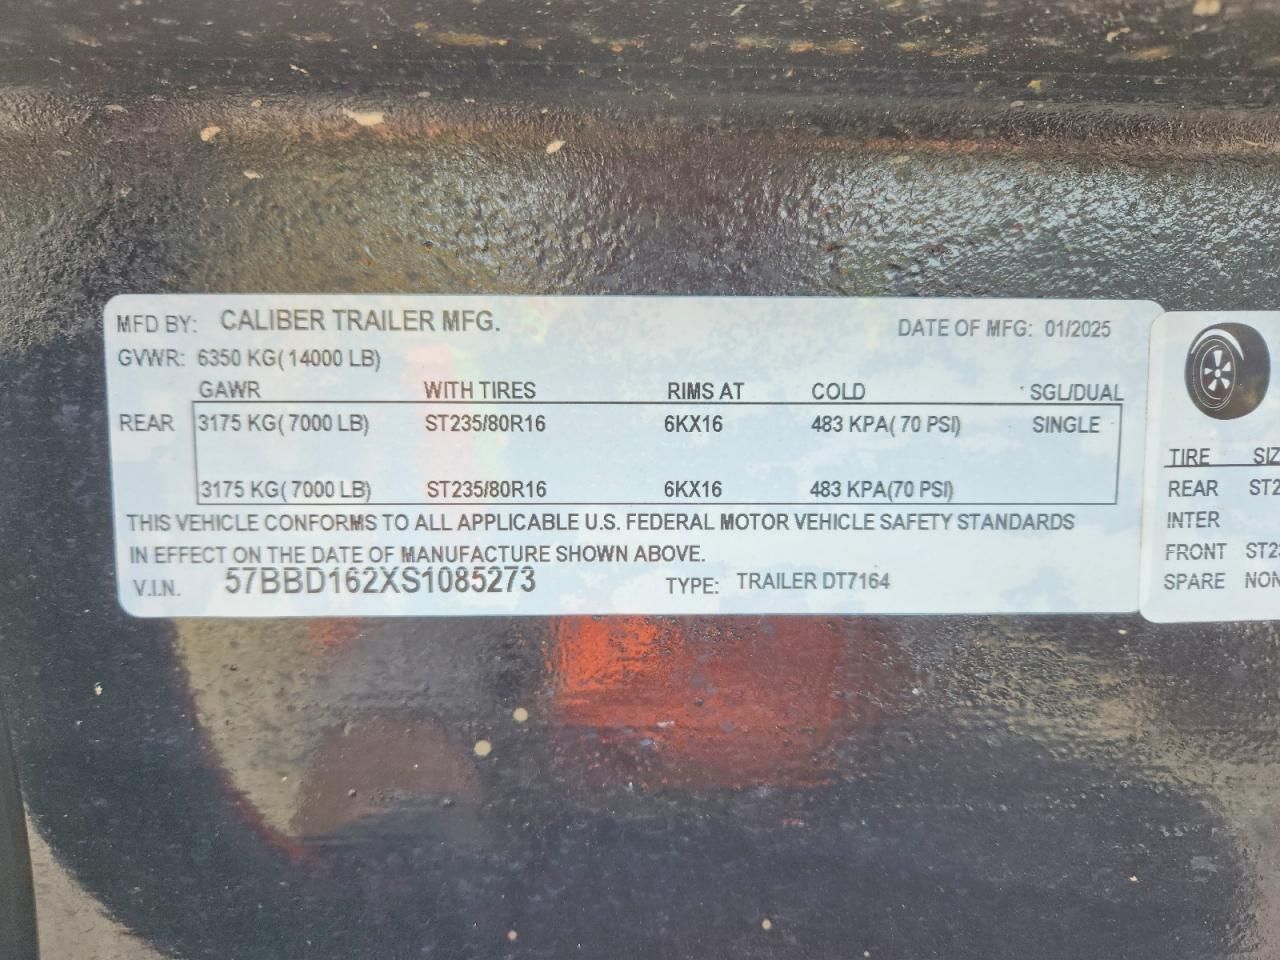 MFD BY: CALIBER TRAILER MFG. DATE OF MFG: 01/2025
GVWR: 6350 KG( 14000 LB)
GAWR WITH TIRES RIMS AT COLD SGL/DUAL
REAR 3175 KG( 7000 LB) ST235/80R16 6KX16 483 KPA( 70 PSI) SINGLE
3175 KG( 7000 LB) ST235/80R16 6KX16 483 KPA(70 PSI)
THIS VEHICLE CONFORMS TO ALL APPLICABLE U.S. FEDERAL MOTOR VEHICLE SAFETY STANDARDS
IN EFFECT ON THE DATE OF MANUFACTURE SHOWN ABOVE.
V.I.N. 57BBD162XS1085273 TYPE: TRAILER DT7164
TIRE SIZ
REAR ST2
INTER
FRONT ST23
SPARE NON